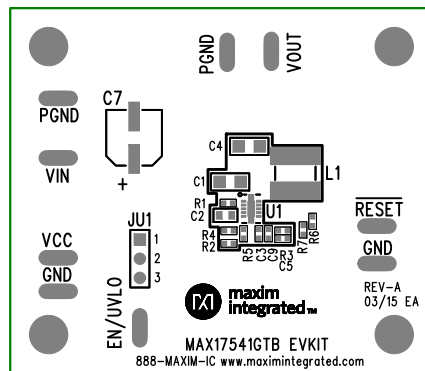 PGND
VOUT
C7
PGND
C4
L1
VIN
+
C1
R1
U1
C2
JU1
RESET
1
R4
R2
R5
C3
C9
R3
C5
R7
R6
VCC
2
GND
GND
3
EN/UVLO
maxim
integrated™
REV-A
03/15 EA
MAX17541GTB EVKIT
888-MAXIM-IC www.maximintegrated.com